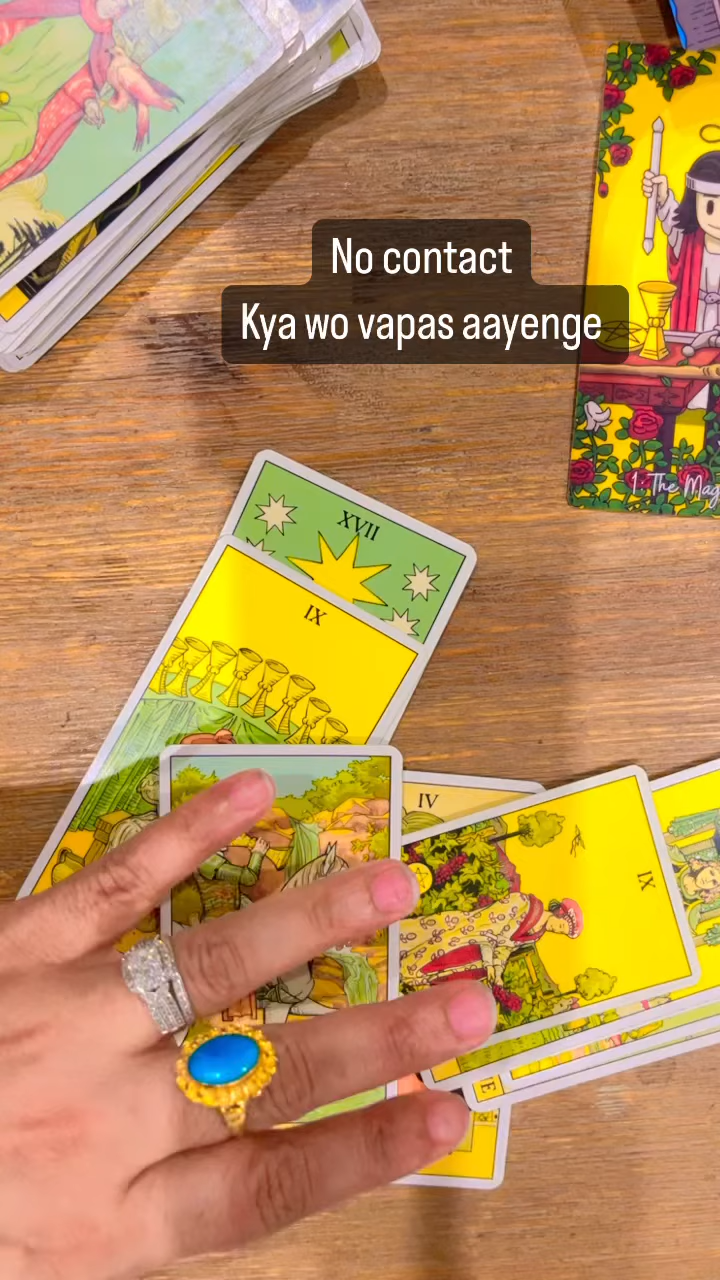 No contact
Kya wo vapas aayenge
1: The Mag
XVII
IX
IV
IX
E